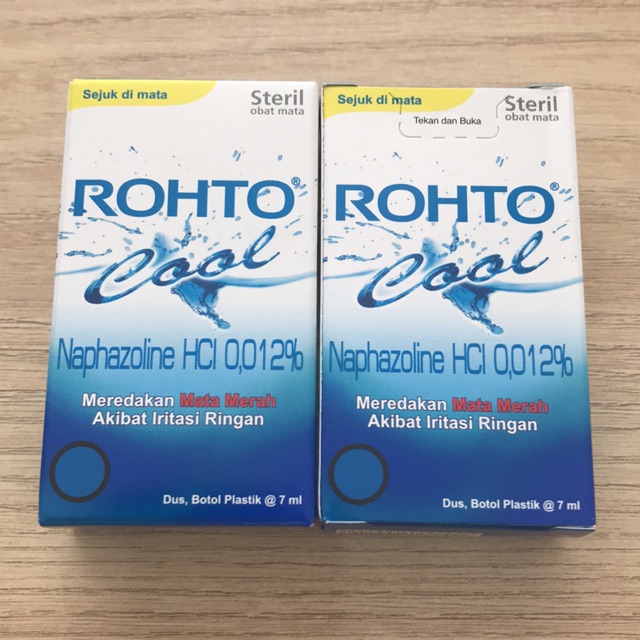 Sejuk di mata
Steril
obat mata
ROHTO®
Cool
Naphazoline HCl 0,012%
Meredakan Mata Merah
Akibat Iritasi Ringan
Dus, Botol Plastik @ 7 ml
Sejuk di mata
Tekan dan Buka
Steril
obat mata
ROHTO®
Cool
Naphazoline HCl 0,012%
Meredakan Mata Merah
Akibat Iritasi Ringan
Dus, Botol Plastik @ 7 ml